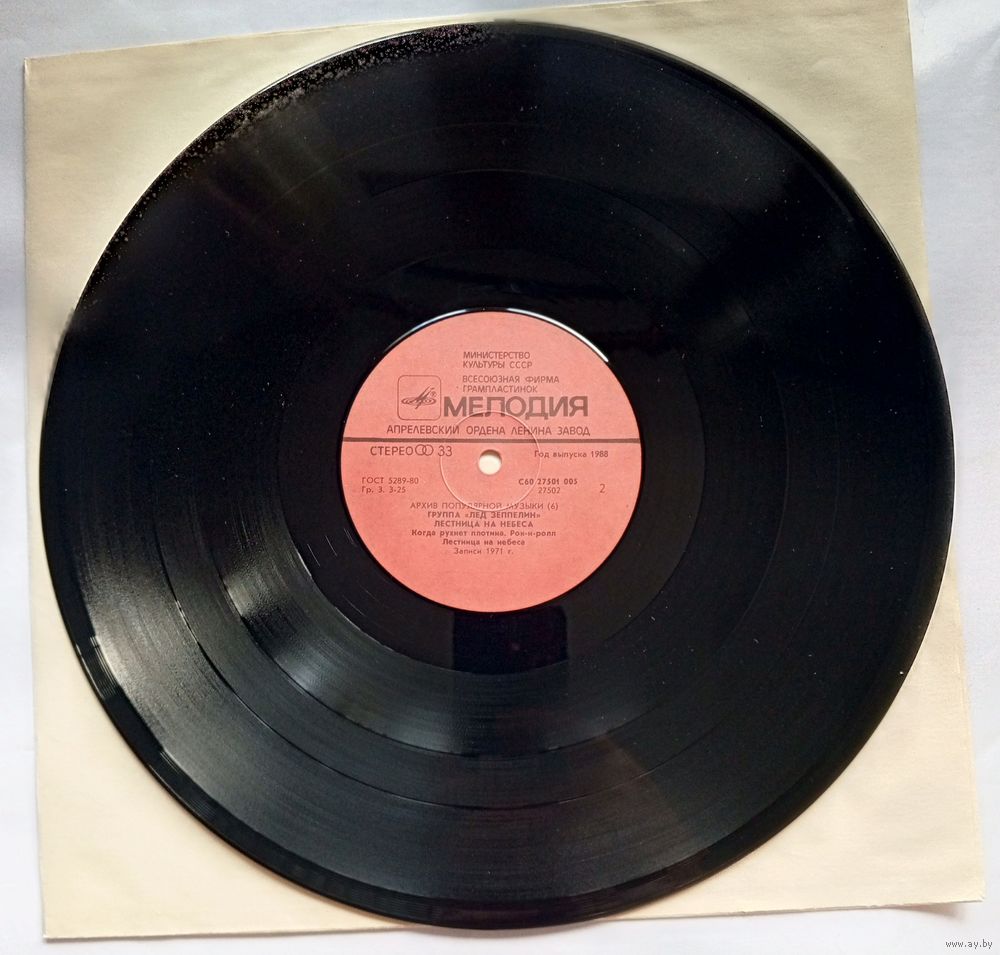 МИНИСТЕРСТВО
КУЛЬТУРЫ СССР
ВСЕСОЮЗНАЯ ФИРМА
ГРАМПЛАСТИНОК
МЕЛОДИЯ
АПРЕЛЕВСКИЙ ОРДЕНА ЛЕНИНА ЗАВОД
СТЕРЕО 33
Год выпуска 1988
ГОСТ 5289-80
Гр. 3. 3-25
С60 27501 005
27502
2
АРХИВ ПОПУЛЯРНОЙ МУЗЫКИ (6)
ГРУППА «ЛЕД ЗЕППЕЛИН»
ЛЕСТНИЦА НА НЕБЕСА
Когда рухнет плотина. Рок-н-ролл
Лестница на небеса
Записи 1971 г.
www.ay.by